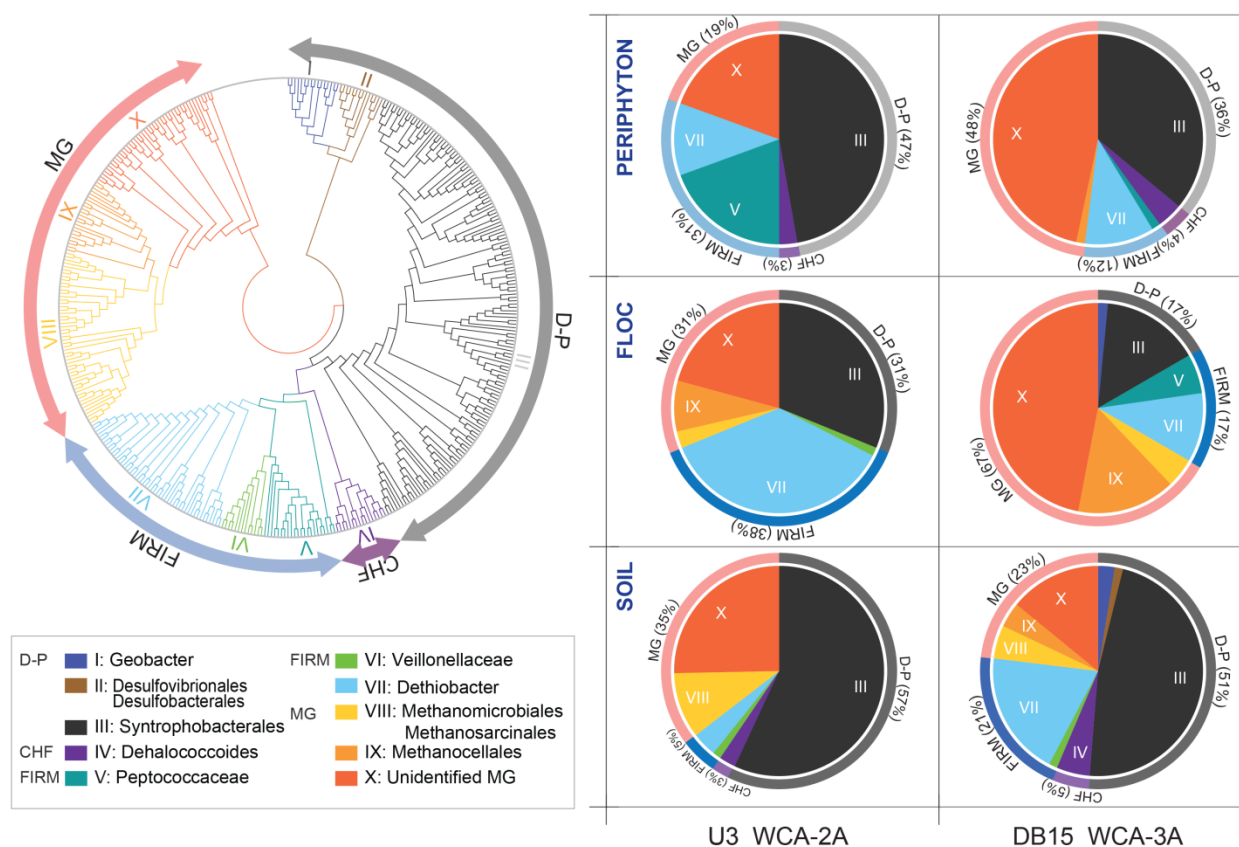 MG
X
IX
VIII
VII
FIRM
VI
V
IV
CHF
I
II
III
D-P
D-P
I: Geobacter
II: Desulfovibrionales
Desulfobacterales
III: Syntrophobacterales
CHF
IV: Dehalococcoides
FIRM
V: Peptococcaceae
FIRM
VI: Veillonellaceae
VII: Dethiobacter
MG
VIII: Methanomicrobiales
Methanosarcinales
IX: Methanocellales
X: Unidentified MG
PERIPHYTON
MG (19%)
X
VII
V
III
D-P (47%)
FIRM (31%)
CHF (3%)
MG (48%)
X
III
VII
D-P (36%)
CHF (4%)
FIRM (12%)
FLOC
MG (31%)
X
IX
III
VII
D-P (31%)
FIRM (38%)
D-P (17%)
III
V
X
VII
IX
FIRM (17%)
MG (67%)
SOIL
MG (35%)
X
VIII
III
D-P (57%)
FIRM (5%)
CHF (3%)
MG (23%)
X
IX
VIII
VII
III
IV
D-P (51%)
FIRM (21%)
CHF (5%)
U3 WCA-2A
DB15 WCA-3A